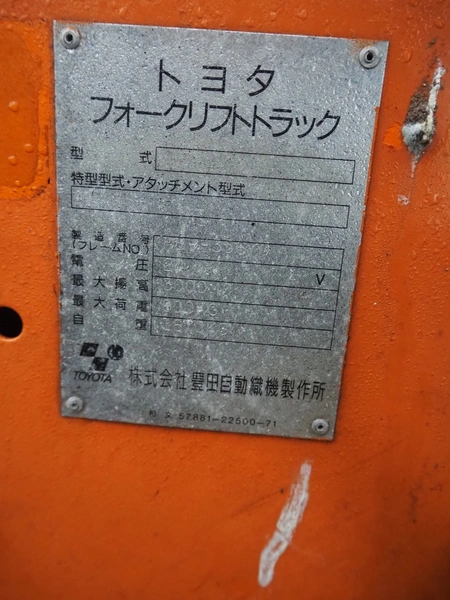 トヨタ
フォークリフトトラック
型式
特型型式・アタッチメント型式
製造番号
(フレームNO.)
電圧 V
最大揚高
最大荷重
自重
TOYOTA 株式会社豊田自動織機製作所
57881-22500-71